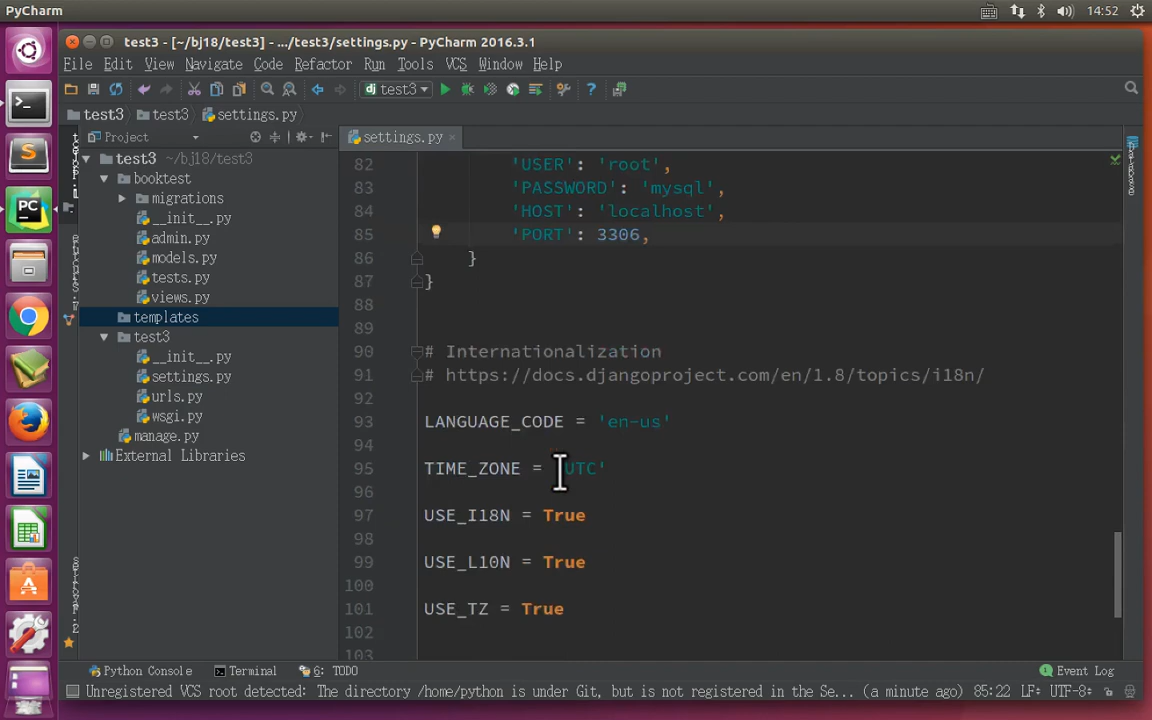 PyCharm
14:52
test3 - [~/bj18/test3] - .../test3/settings.py - PyCharm 2016.3.1
File Edit View Navigate Code Refactor Run Tools VCS Window Help
dj test3
test3 test3 settings.py
Project
settings.py
test3 ~/bj18/test3
booktest
migrations
__init__.py
admin.py
models.py
tests.py
views.py
templates
test3
__init__.py
settings.py
urls.py
wsgi.py
manage.py
External Libraries
82 'USER': 'root',
83 'PASSWORD': 'mysql',
84 'HOST': 'localhost',
85 'PORT': 3306,
86 }
87 }
88
89
90 # Internationalization
91 # https://docs.djangoproject.com/en/1.8/topics/i18n/
92
93 LANGUAGE_CODE = 'en-us'
94
95 TIME_ZONE = 'UTC'
96
97 USE_I18N = True
98
99 USE_L10N = True
100
101 USE_TZ = True
102
103
Python Console Terminal 6: TODO Event Log
Unregistered VCS root detected: The directory /home/python is under Git, but is not registered in the Se... (a minute ago) 85:22 LF÷ UTF-8÷